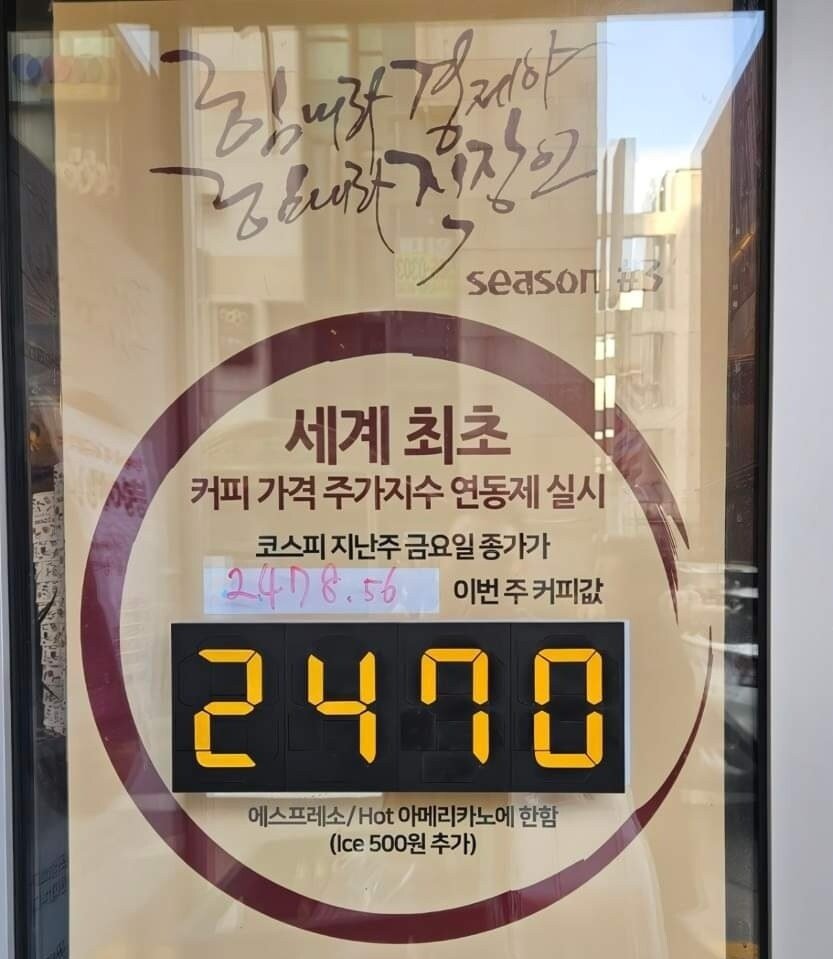 힘내라 경제야
힘내라 직장인
season #3
세계 최초
커피 가격 주가지수 연동제 실시
코스피 지난주 금요일 종가가
2478.56 이번 주 커피값
2470
에스프레소/Hot 아메리카노에 한함
(Ice 500원 추가)